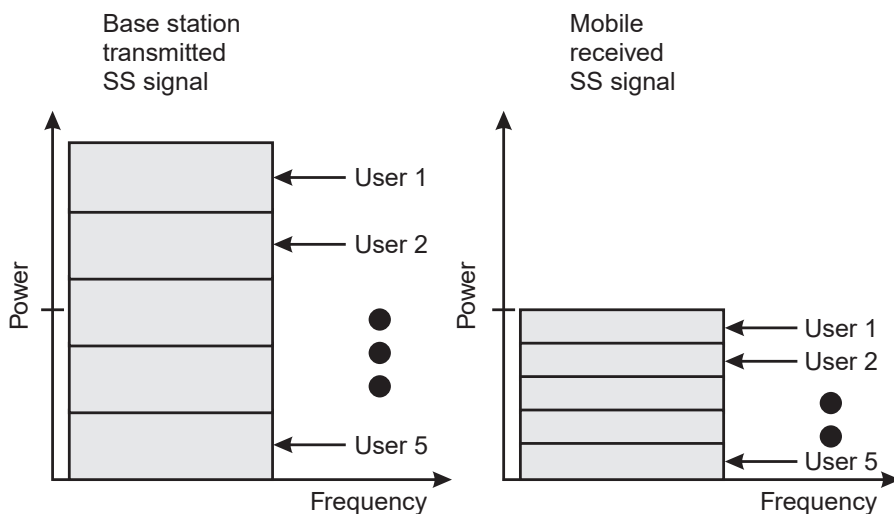 Base station
transmitted
SS signal
Power
User 1
User 2
User 5
Frequency
Mobile
received
SS signal
Power
User 1
User 2
User 5
Frequency